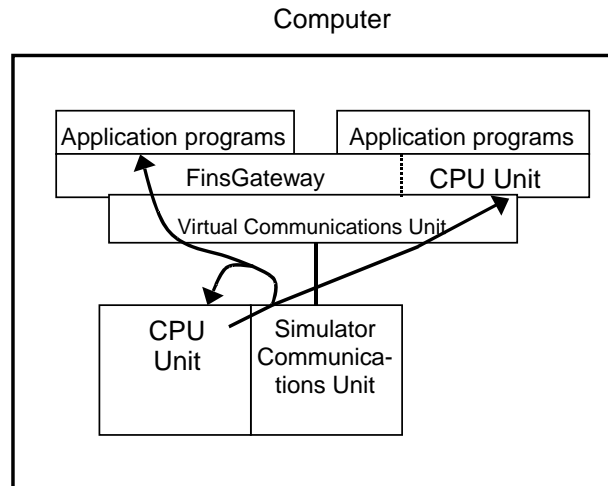 Computer
Application programs
Application programs
FinsGateway
CPU Unit
Virtual Communications Unit
CPU
Unit
Simulator
Communica-
tions Unit